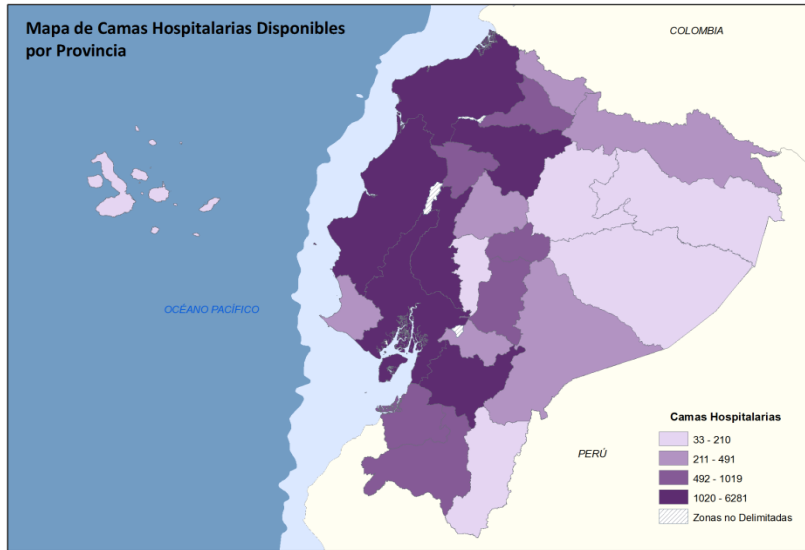 Mapa de Camas Hospitalarias Disponibles
por Provincia
COLOMBIA
OCÉANO PACÍFICO
PERÚ
Camas Hospitalarias
33 - 210
211 - 491
492 - 1019
1020 - 6281
Zonas no Delimitadas